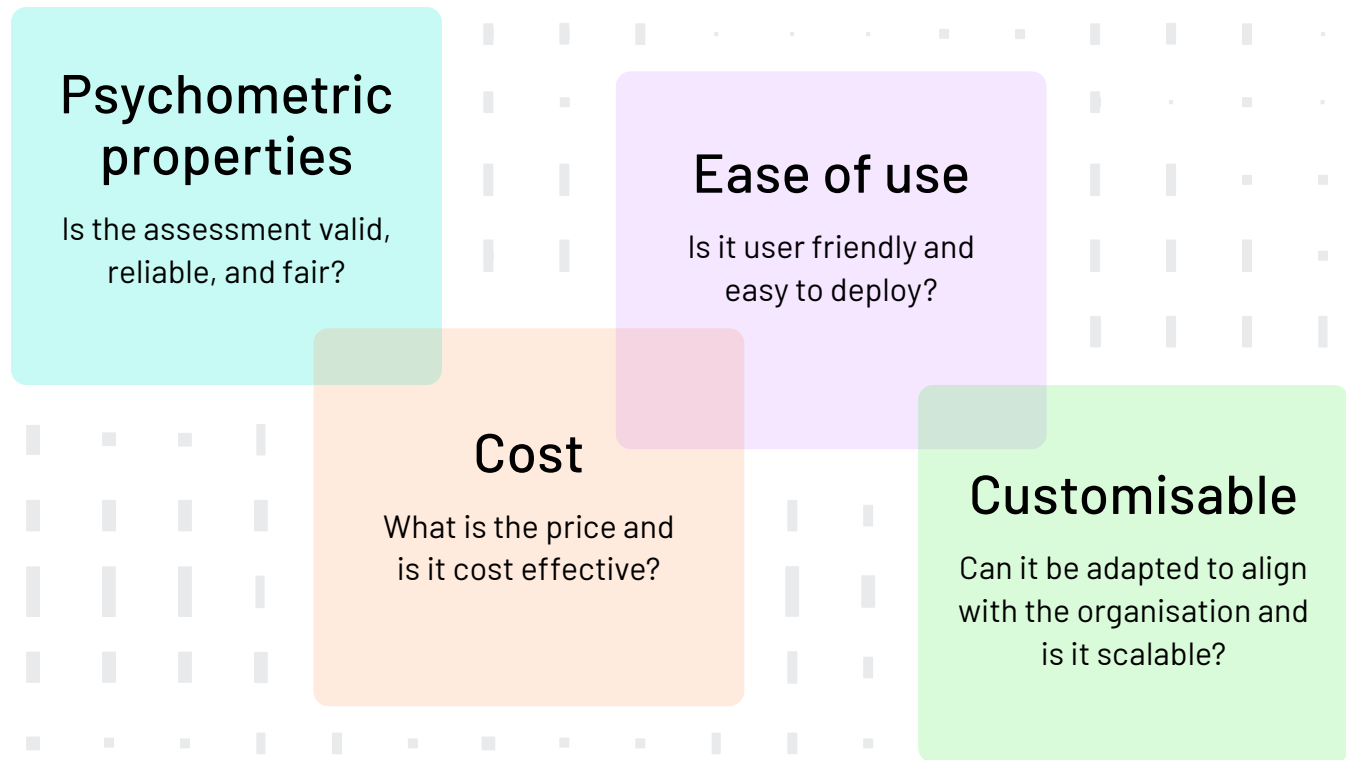 Psychometric
properties
Is the assessment valid,
reliable, and fair?
Cost
What is the price and
is it cost effective?
Ease of use
Is it user friendly and
easy to deploy?
Customisable
Can it be adapted to align
with the organisation and
is it scalable?